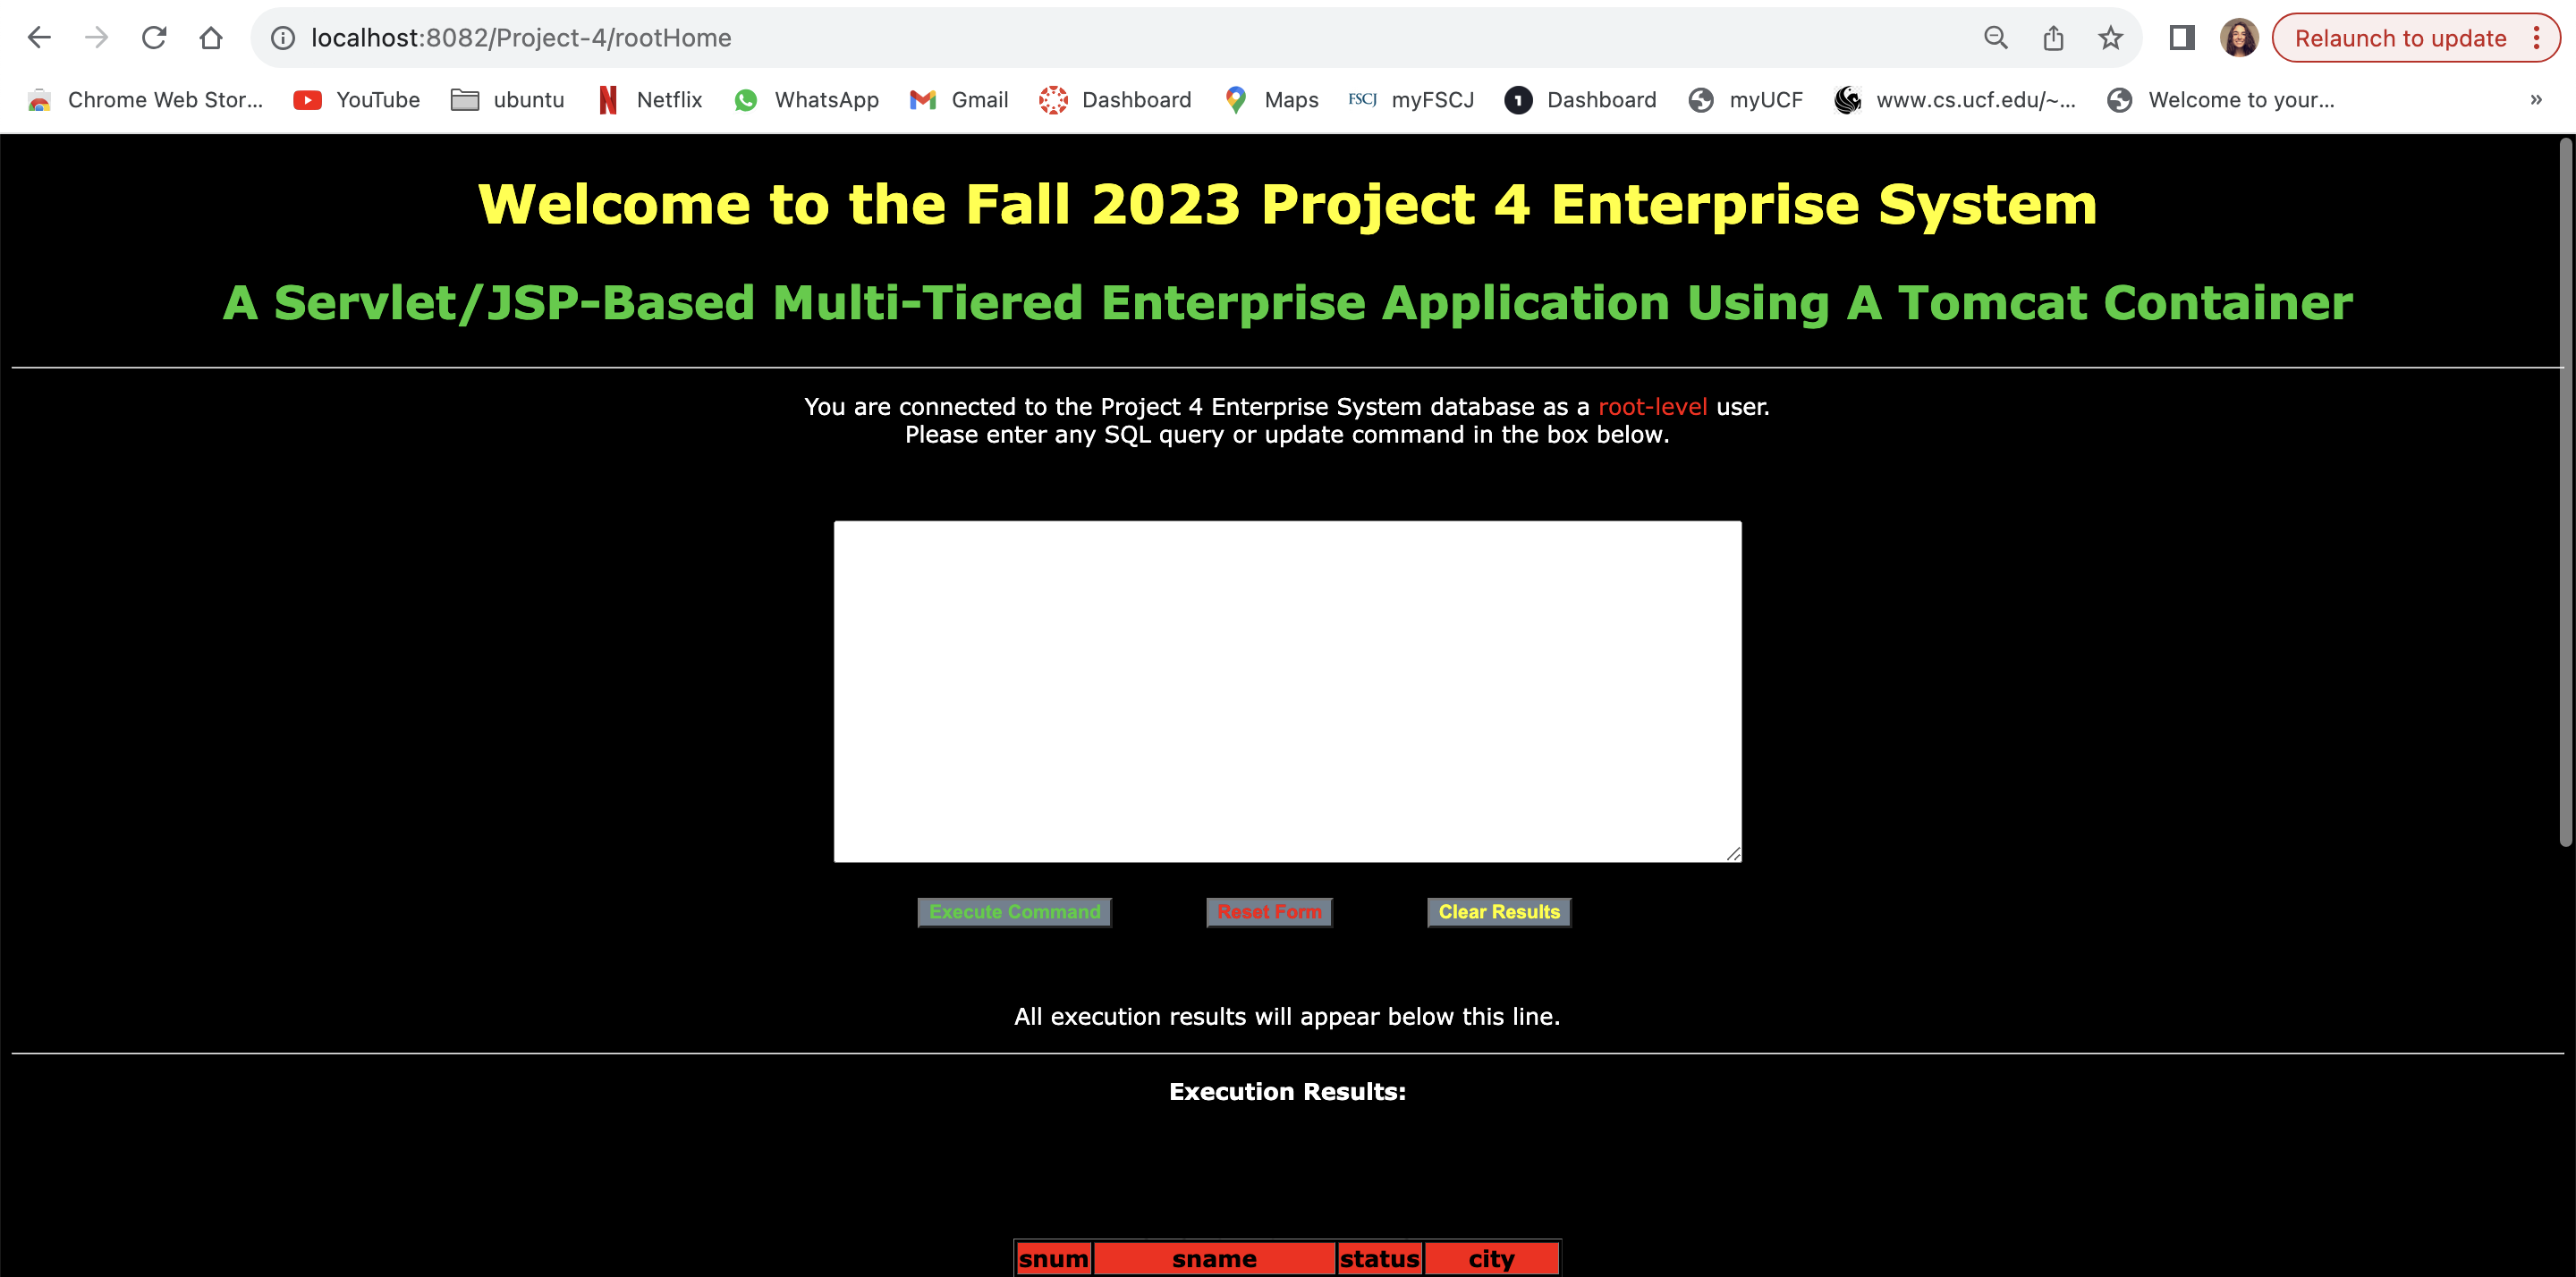 localhost:8082/Project-4/rootHome
Relaunch to update
Chrome Web Stor... YouTube ubuntu Netflix WhatsApp Gmail Dashboard Maps FSCJ myFSCJ 1 Dashboard myUCF www.cs.ucf.edu/~... Welcome to your... »
Welcome to the Fall 2023 Project 4 Enterprise System
A Servlet/JSP-Based Multi-Tiered Enterprise Application Using A Tomcat Container
You are connected to the Project 4 Enterprise System database as a root-level user.
Please enter any SQL query or update command in the box below.
Execute Command Reset Form Clear Results
All execution results will appear below this line.
Execution Results:
snum sname status city